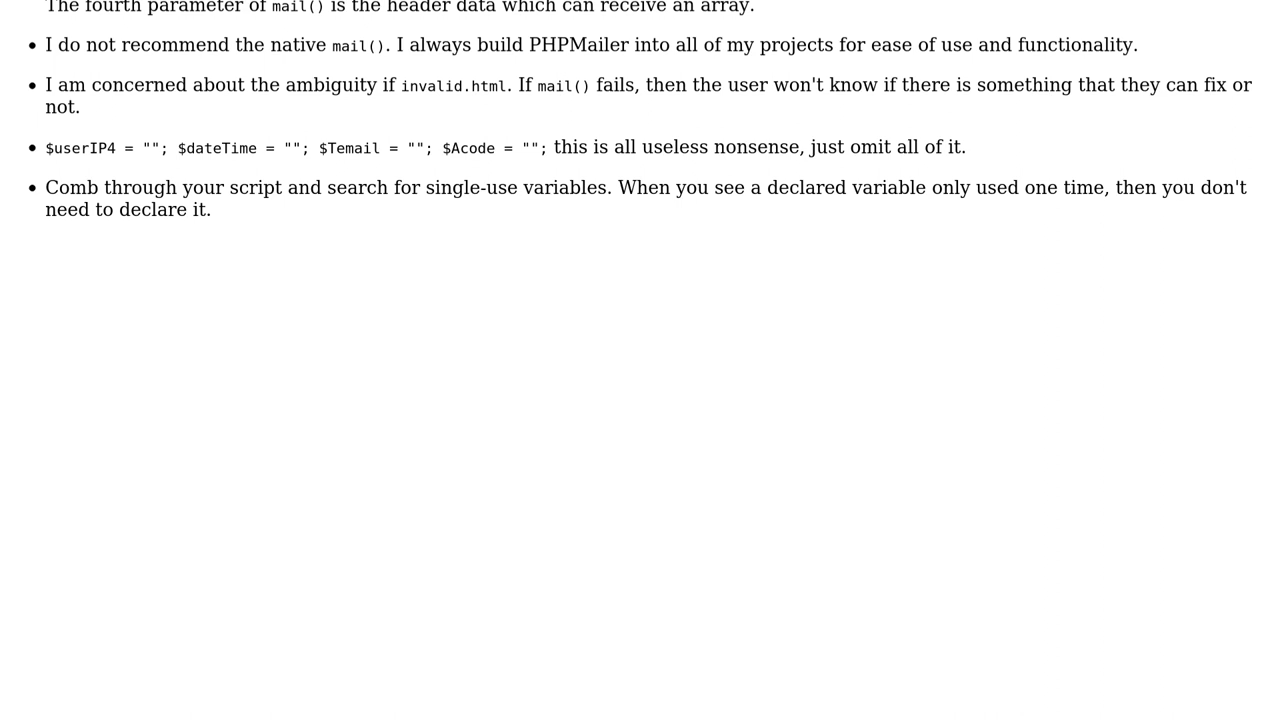 The fourth parameter of mail() is the header data which can receive an array.
I do not recommend the native mail(). I always build PHPMailer into all of my projects for ease of use and functionality.
I am concerned about the ambiguity if invalid.html. If mail() fails, then the user won't know if there is something that they can fix or
not.
$userIP4 = ""; $dateTime = ""; $Temail = ""; $Acode = ""; this is all useless nonsense, just omit all of it.
Comb through your script and search for single-use variables. When you see a declared variable only used one time, then you don't
need to declare it.